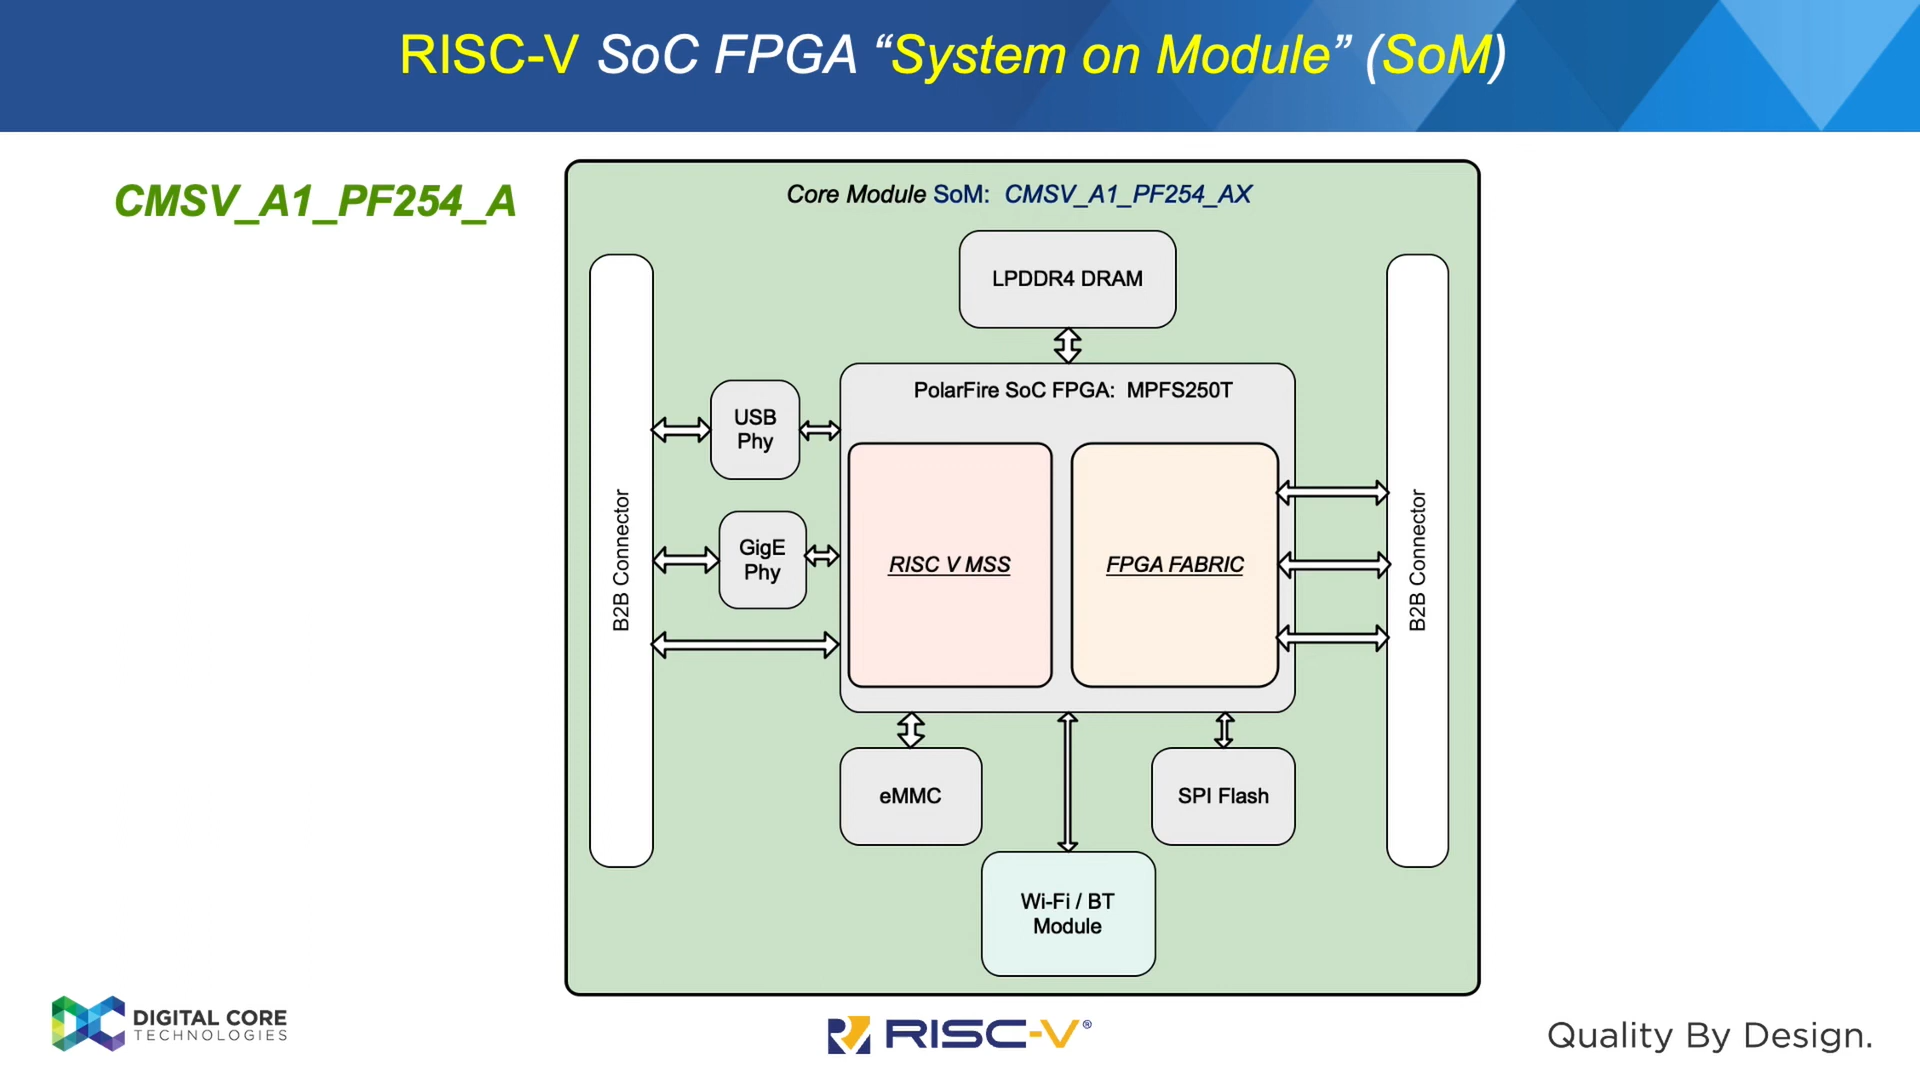 RISC-V SoC FPGA “System on Module” (SoM)
CMSV_A1_PF254_A
Core Module SoM: CMSV_A1_PF254_AX
LPDDR4 DRAM
PolarFire SoC FPGA: MPFS250T
USB
Phy
GigE
Phy
B2B Connector
RISC V MSS
FPGA FABRIC
B2B Connector
eMMC
SPI Flash
Wi-Fi / BT
Module
DIGITAL CORE
TECHNOLOGIES
RISC-V®
Quality By Design.